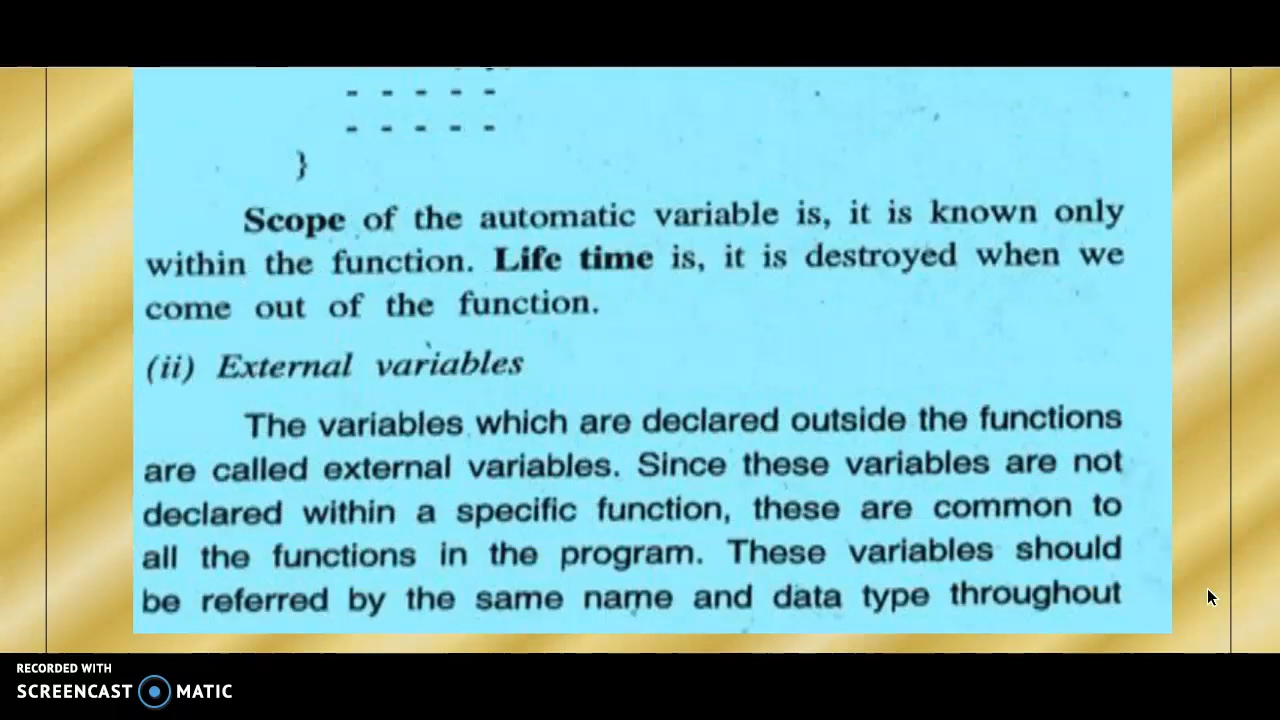 - - - - -
- - - - -
}
Scope of the automatic variable is, it is known only
within the function. Life time is, it is destroyed when we
come out of the function.
(ii) External variables
The variables which are declared outside the functions
are called external variables. Since these variables are not
declared within a specific function, these are common to
all the functions in the program. These variables should
be referred by the same name and data type throughout
RECORDED WITH
SCREENCAST MATIC